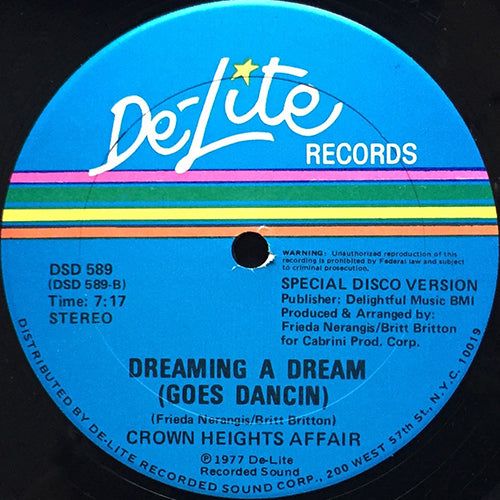 De-Lite
RECORDS
WARNING: Unauthorized reproduction of this
recording is prohibited by Federal law and subject
to criminal prosecution.
DSD 589
(DSD 589-B)
Time: 7:17
STEREO
SPECIAL DISCO VERSION
Publisher: Delightful Music BMI
Produced & Arranged by:
Frieda Nerangis/Britt Britton
for Cabrini Prod. Corp.
DREAMING A DREAM
(GOES DANCIN)
(Frieda Nerangis/Britt Britton)
CROWN HEIGHTS AFFAIR
℗ 1977 De-Lite
Recorded Sound
DISTRIBUTED BY DE-LITE RECORDED SOUND CORP., 200 WEST 57th ST., N.Y.C. 10019